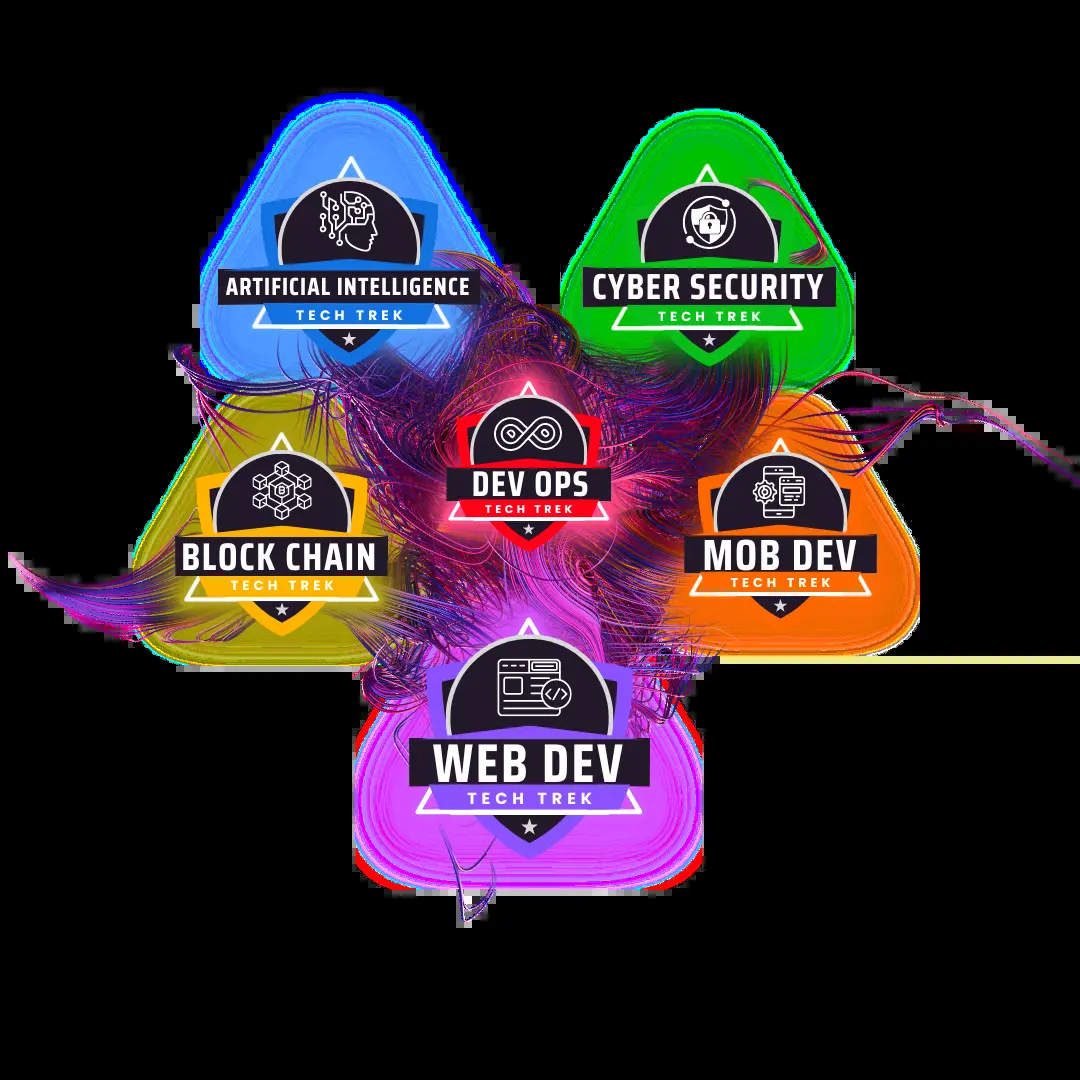 ARTIFICIAL INTELLIGENCE
TECH TREK
CYBER SECURITY
TECH TREK
DEV OPS
TECH TREK
BLOCK CHAIN
TECH TREK
MOB DEV
TECH TREK
WEB DEV
TECH TREK